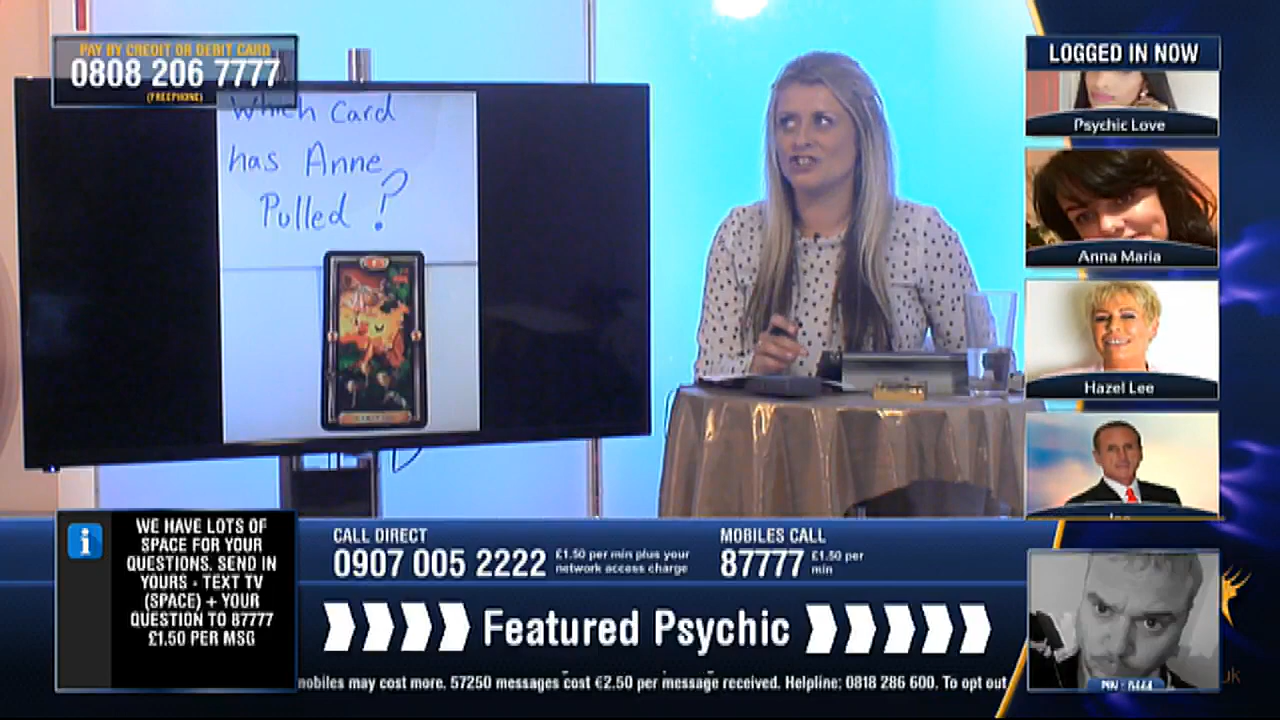 PAY BY CREDIT OR DEBIT CARD
0808 206 7777
(FREEPHONE)
Which Card
has Anne
Pulled ?
LOGGED IN NOW
Psychic Love
Anna Maria
Hazel Lee
WE HAVE LOTS OF
SPACE FOR YOUR
QUESTIONS. SEND IN
YOURS - TEXT TV
(SPACE) + YOUR
QUESTION TO 87777
£1.50 PER MSG
CALL DIRECT
0907 005 2222
£1.50 per min plus your
network access charge
MOBILES CALL
87777
£1.50 per
min
Featured Psychic
mobiles may cost more. 57250 messages cost €2.50 per message received. Helpline: 0818 286 600. To opt out
uk